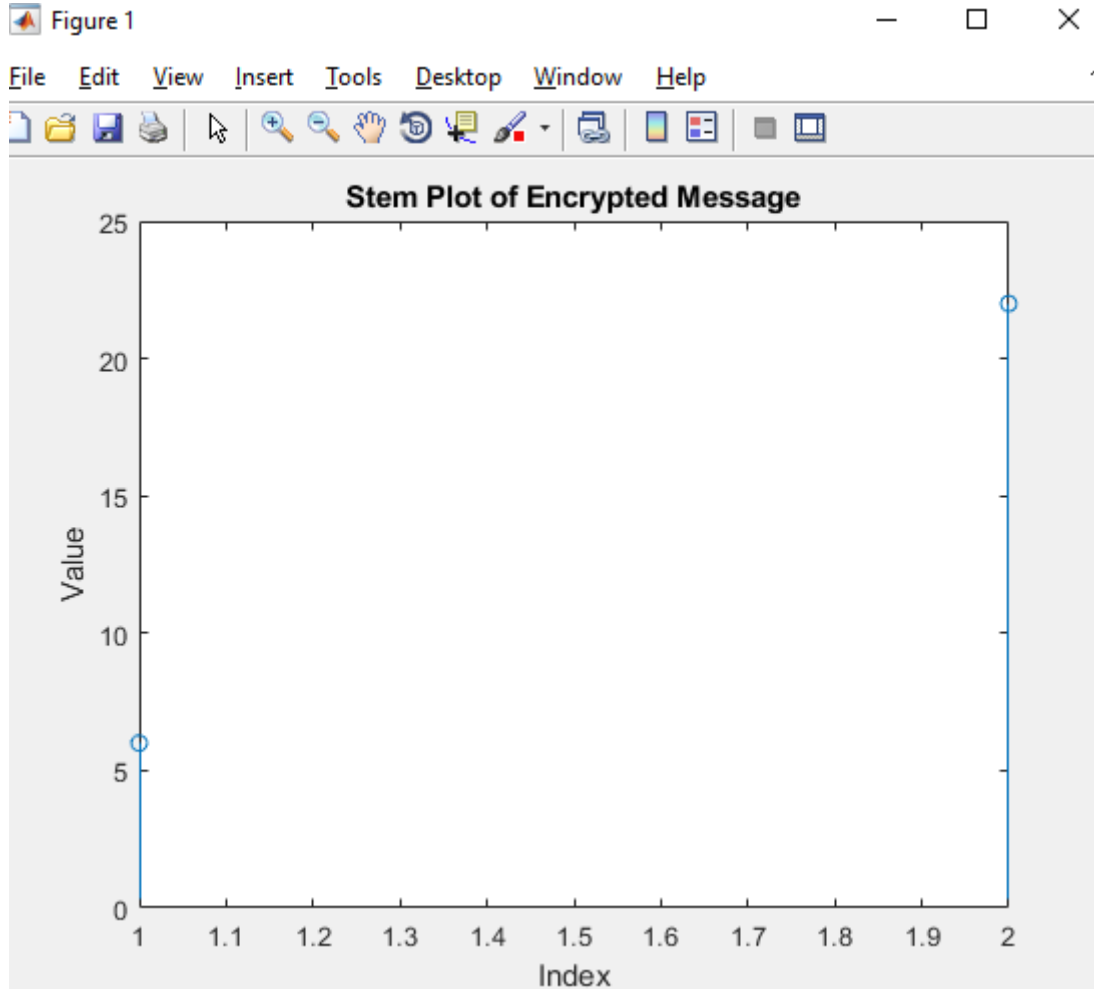 Figure 1
File Edit View Insert Tools Desktop Window Help
Stem Plot of Encrypted Message
25
20
15
10
5
0
Value
1 1.1 1.2 1.3 1.4 1.5 1.6 1.7 1.8 1.9 2
Index